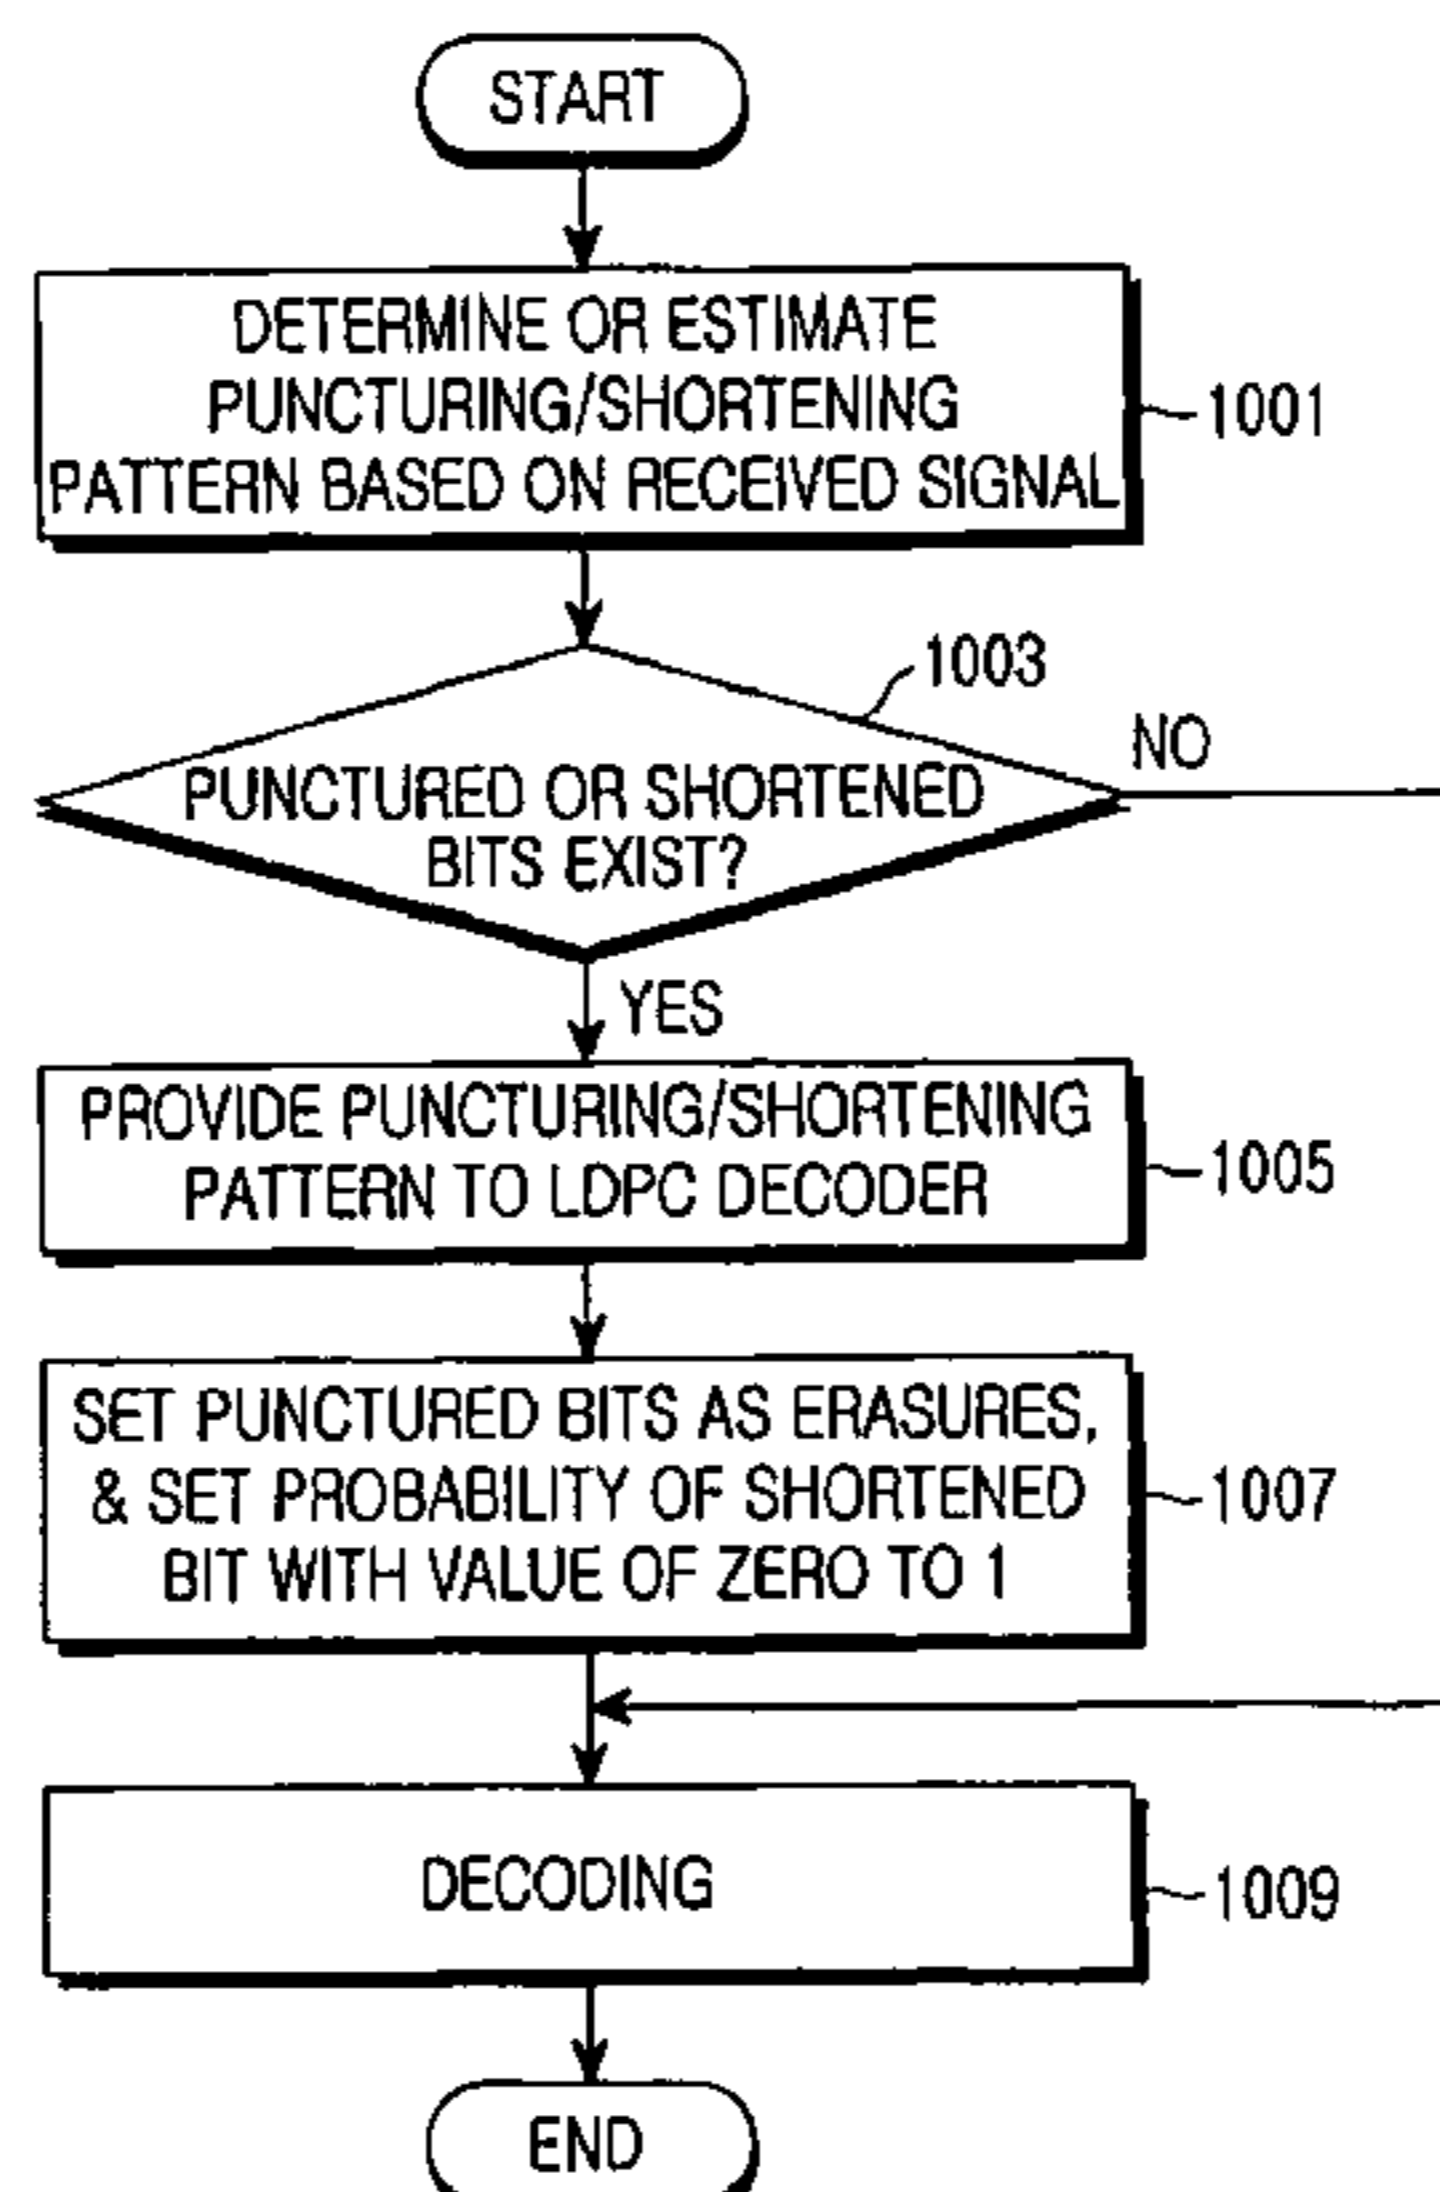 START
DETERMINE OR ESTIMATE
PUNCTURING/SHORTENING
PATTERN BASED ON RECEIVED SIGNAL
1001
1003
NO
PUNCTURED OR SHORTENED
BITS EXIST?
YES
PROVIDE PUNCTURING/SHORTENING
PATTERN TO LDPC DECODER
1005
SET PUNCTURED BITS AS ERASURES,
& SET PROBABILITY OF SHORTENED
BIT WITH VALUE OF ZERO TO 1
1007
DECODING
1009
END